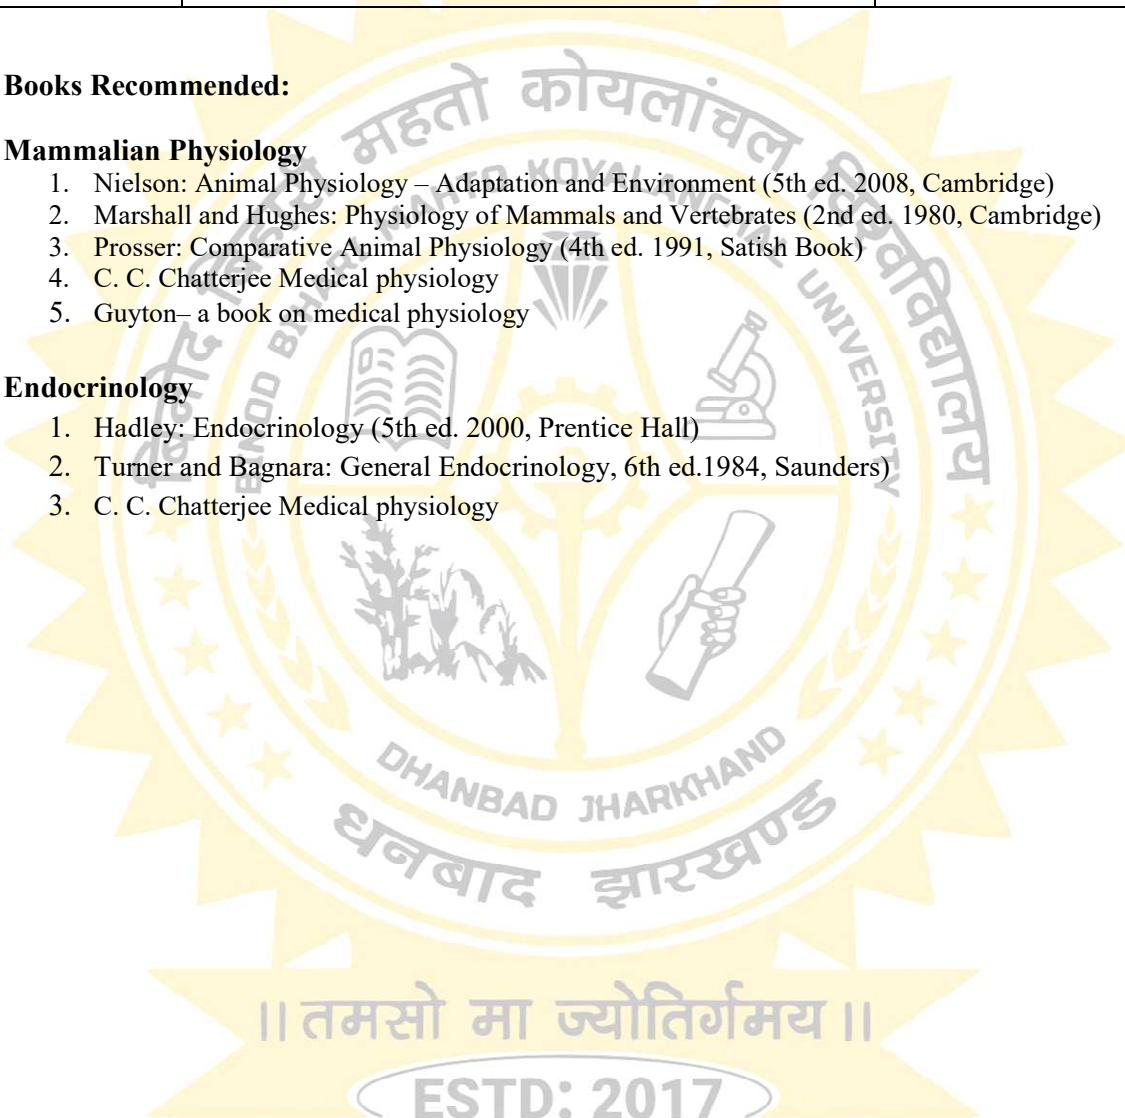 Books Recommended:
Mammalian Physiology
1. Nielson: Animal Physiology – Adaptation and Environment (5th ed. 2008, Cambridge)
2. Marshall and Hughes: Physiology of Mammals and Vertebrates (2nd ed. 1980, Cambridge)
3. Prosser: Comparative Animal Physiology (4th ed. 1991, Satish Book)
4. C. C. Chatterjee Medical physiology
5. Guyton– a book on medical physiology
Endocrinology
1. Hadley: Endocrinology (5th ed. 2000, Prentice Hall)
2. Turner and Bagnara: General Endocrinology, 6th ed.1984, Saunders)
3. C. C. Chatterjee Medical physiology
महतो कोयलांचल विश्वविद्यालय
BINOD BIHARI MAHTO KOYALANCHAL UNIVERSITY
DHANBAD JHARKHAND
धनबाद झारखण्ड
||तमसो मा ज्योतिर्गमय||
ESTD: 2017